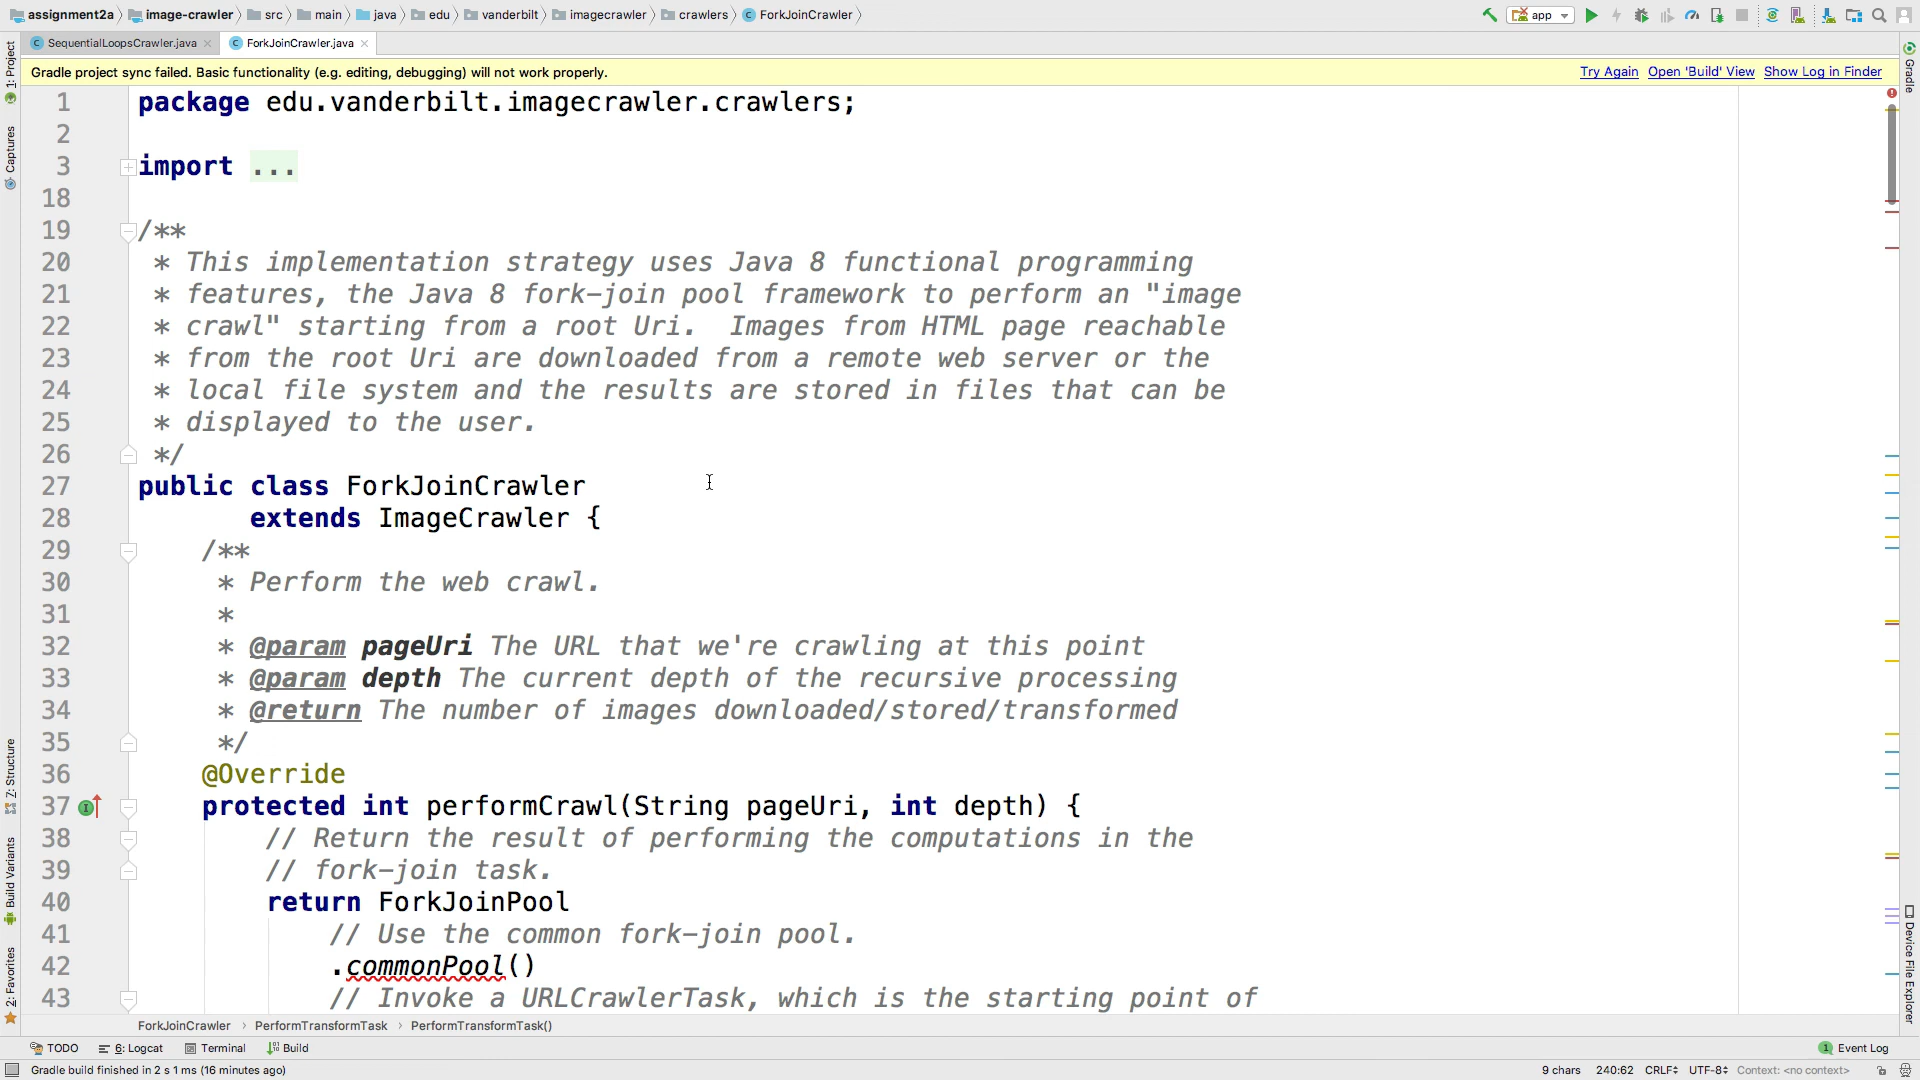 assignment2a image-crawler src main java edu vanderbilt imagecrawler crawlers ForkJoinCrawler app
SequentialLoopsCrawler.java ForkJoinCrawler.java
Gradle project sync failed. Basic functionality (e.g. editing, debugging) will not work properly. Try Again Open 'Build' View Show Log in Finder
1 package edu.vanderbilt.imagecrawler.crawlers;
2
3 import ...
18
19 /**
20 * This implementation strategy uses Java 8 functional programming
21 * features, the Java 8 fork-join pool framework to perform an "image
22 * crawl" starting from a root Uri.  Images from HTML page reachable
23 * from the root Uri are downloaded from a remote web server or the
24 * local file system and the results are stored in files that can be
25 * displayed to the user.
26 */
27 public class ForkJoinCrawler
28 extends ImageCrawler {
29 /**
30 * Perform the web crawl.
31 *
32 * @param pageUri The URL that we're crawling at this point
33 * @param depth The current depth of the recursive processing
34 * @return The number of images downloaded/stored/transformed
35 */
36 @Override
37 protected int performCrawl(String pageUri, int depth) {
38 // Return the result of performing the computations in the
39 // fork-join task.
40 return ForkJoinPool
41 // Use the common fork-join pool.
42 .commonPool()
43 // Invoke a URLCrawlerTask, which is the starting point of
ForkJoinCrawler PerformTransformTask PerformTransformTask()
TODO 6: Logcat Terminal Build 1 Event Log
Gradle build finished in 2 s 1 ms (16 minutes ago) 9 chars 240:62 CRLF UTF-8 Context: <no context>
1: Project
Captures
7: Structure
Build Variants
2: Favorites
Gradle
Device File Explorer